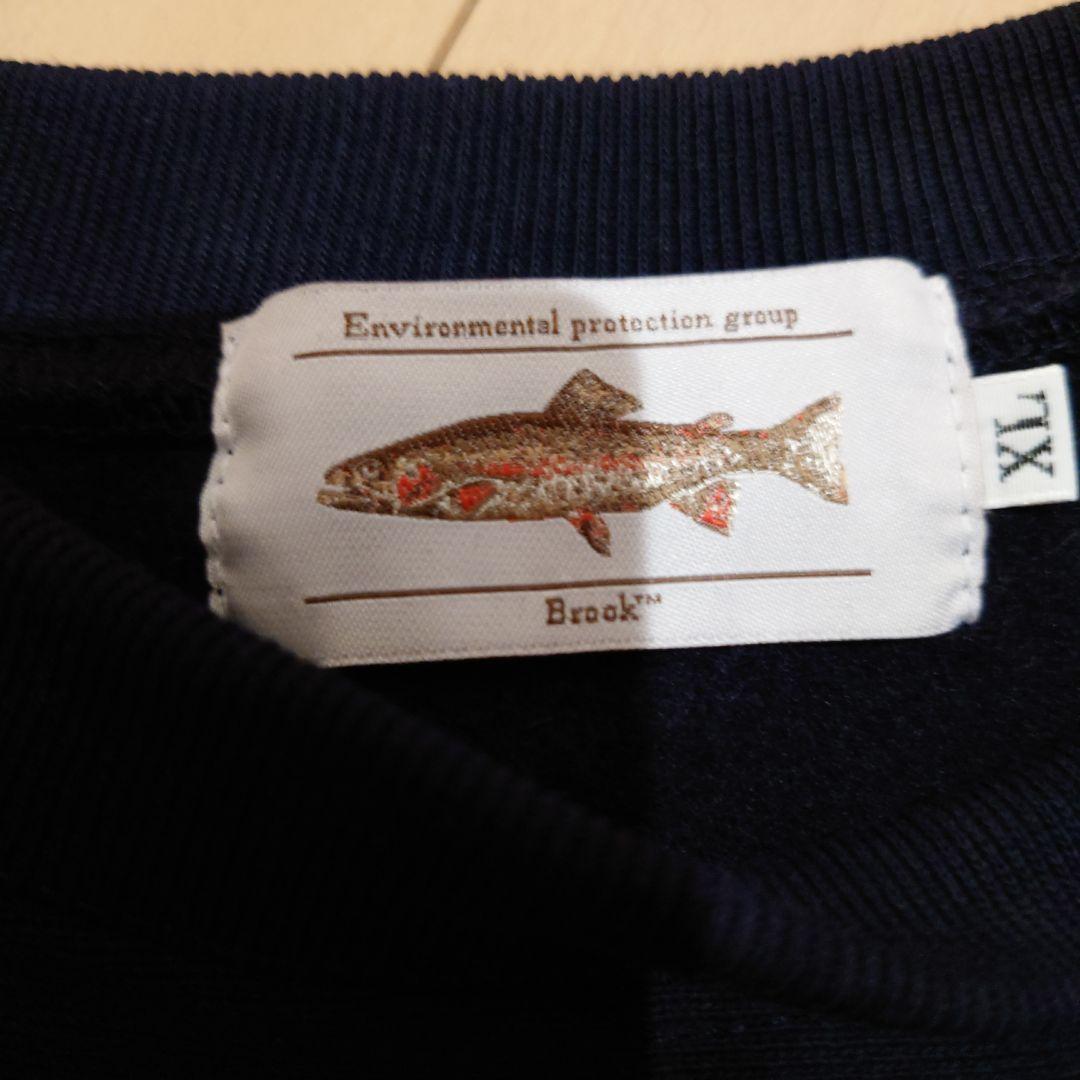 Environmental protection group
Brook™
XL